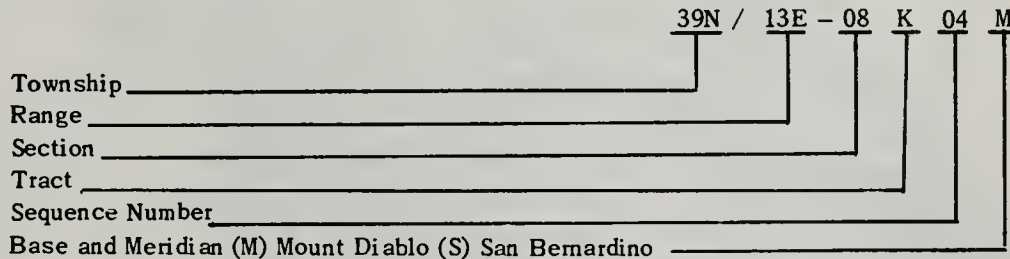 39N / 13E - 08 K 04 M
Township
Range
Section
Tract
Sequence Number
Base and Meridian (M) Mount Diablo (S) San Bernardino